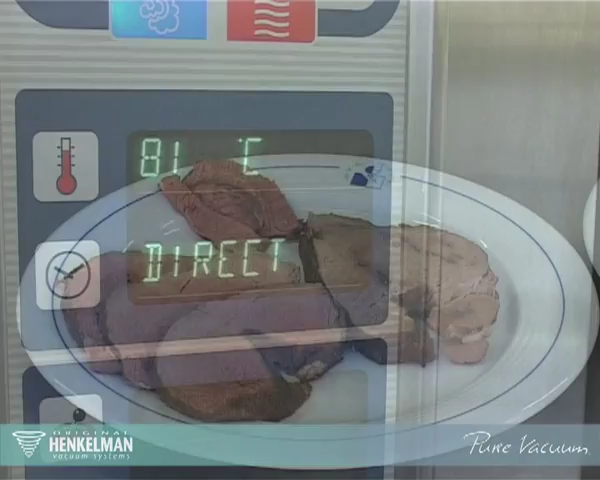 81 °C
DIRECT
ORIGINAL
HENKELMAN
vacuum systems
Pure Vacuum